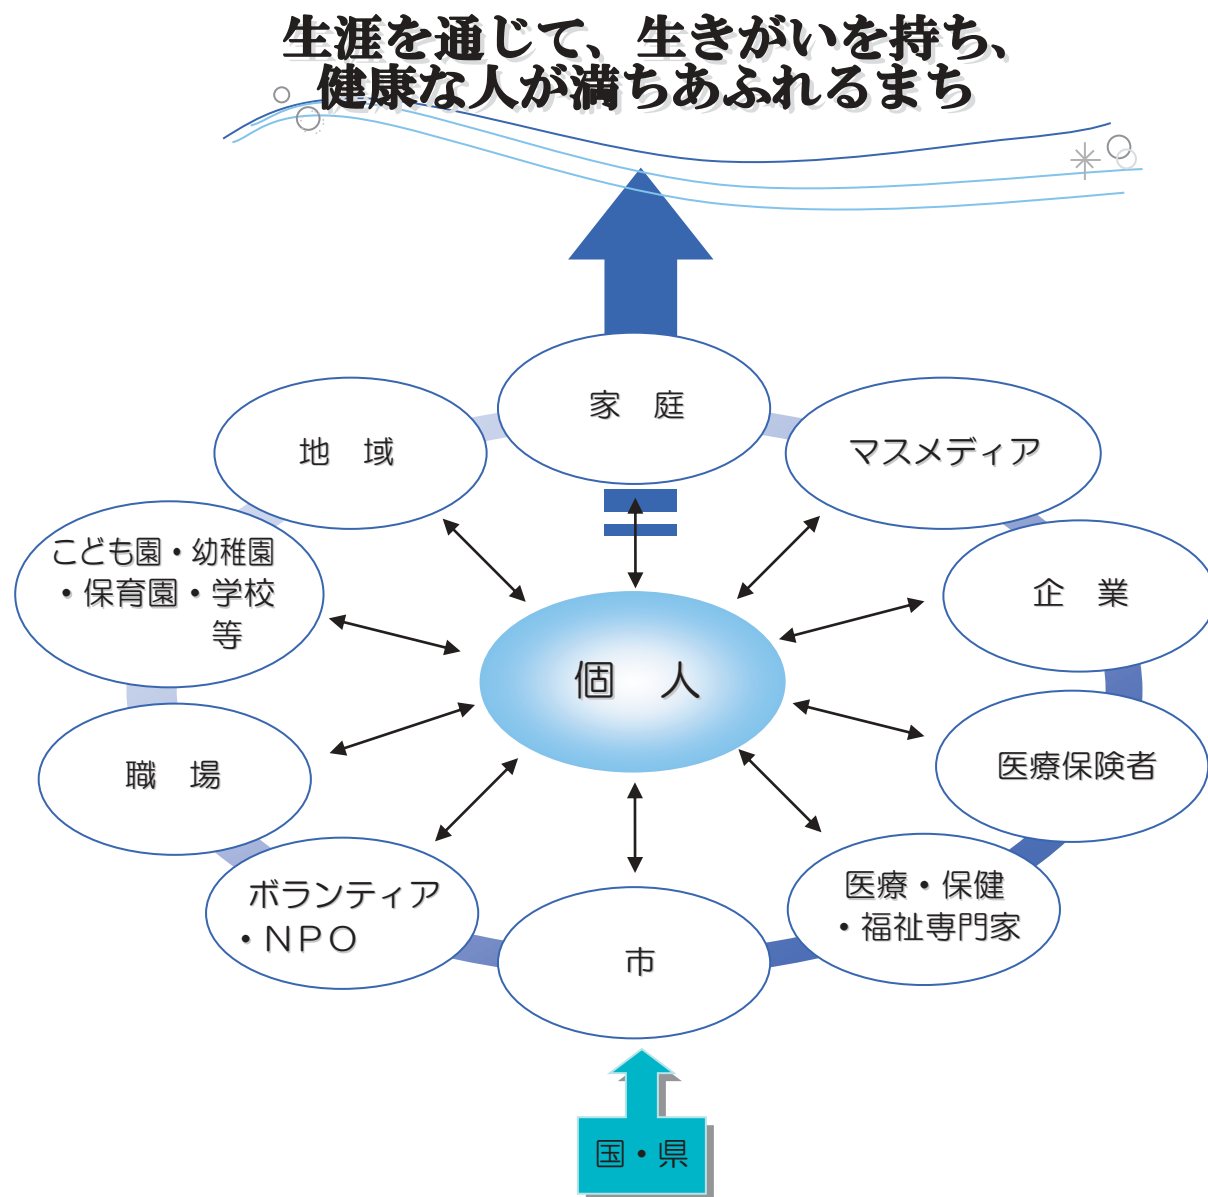 生涯を通じて、生きがいを持ち、
健康な人が満ちあふれるまち
家　庭
地　域
マスメディア
こども園・幼稚園
・保育園・学校
等
企　業
個　人
職　場
医療保険者
ボランティア
・ＮＰＯ
医療・保健
・福祉専門家
市
国・県